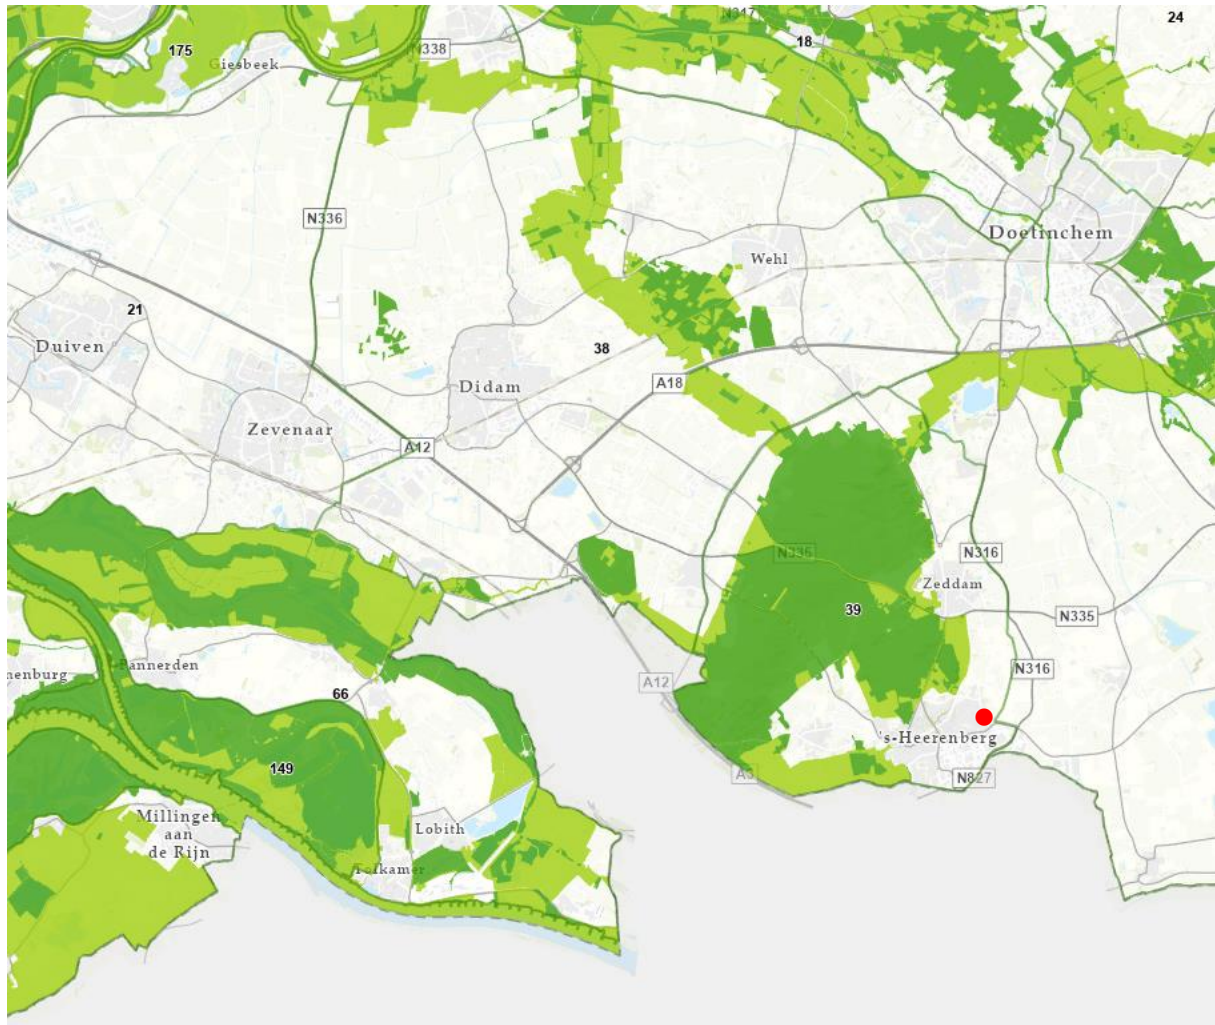 N317
24
18
175
N338
Giesbeek
N336
Doetinchem
Wehl
21
Duiven
38
A18
Didam
Zevenaar
A12
N335
N316
Zeddam
39
N335
Pannerden
nenburg
N316
A12
66
's-Heerenberg
149
A3
N827
Millingen
aan
de Rijn
Lobith
Tolkamer